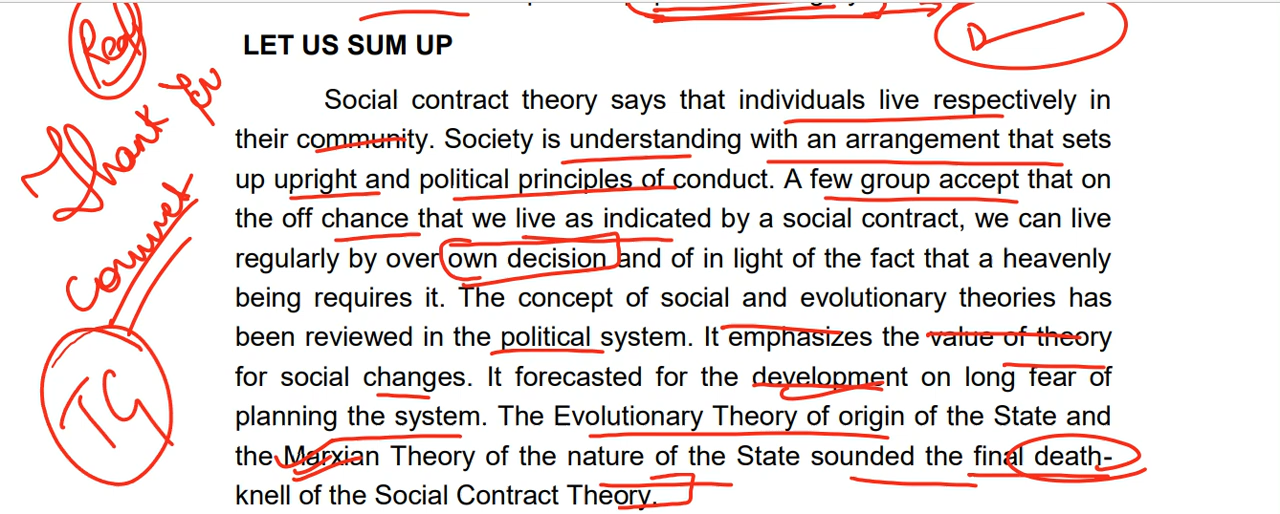 Red
LET US SUM UP
Thank You
Social contract theory says that individuals live respectively in
their community. Society is understanding with an arrangement that sets
up upright and political principles of conduct. A few group accept that on
the off chance that we live as indicated by a social contract, we can live
regularly by over own decision and of in light of the fact that a heavenly
being requires it. The concept of social and evolutionary theories has
been reviewed in the political system. It emphasizes the value of theory
for social changes. It forecasted for the development on long fear of
planning the system. The Evolutionary Theory of origin of the State and
the Marxian Theory of the nature of the State sounded the final death-
knell of the Social Contract Theory.
Comment
TG